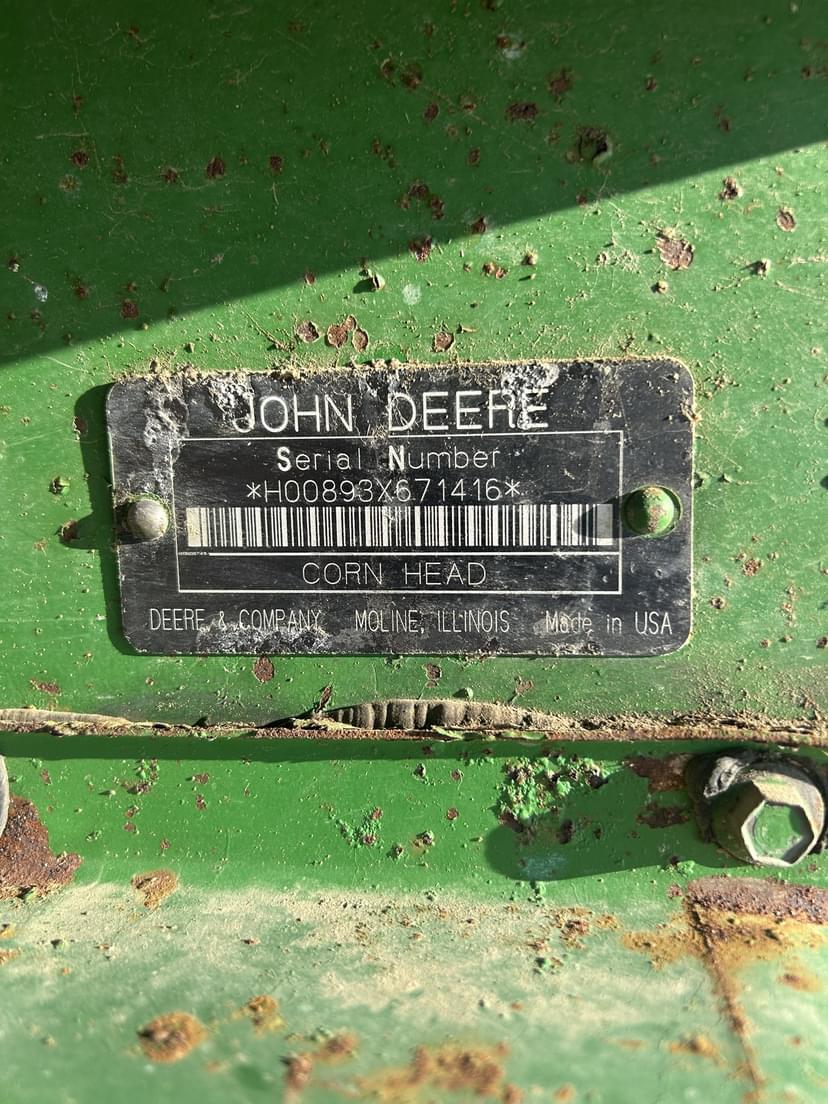 JOHN DEERE
Serial Number
*H00893X671416*
CORN HEAD
DEERE & COMPANY MOLINE, ILLINOIS Made in USA